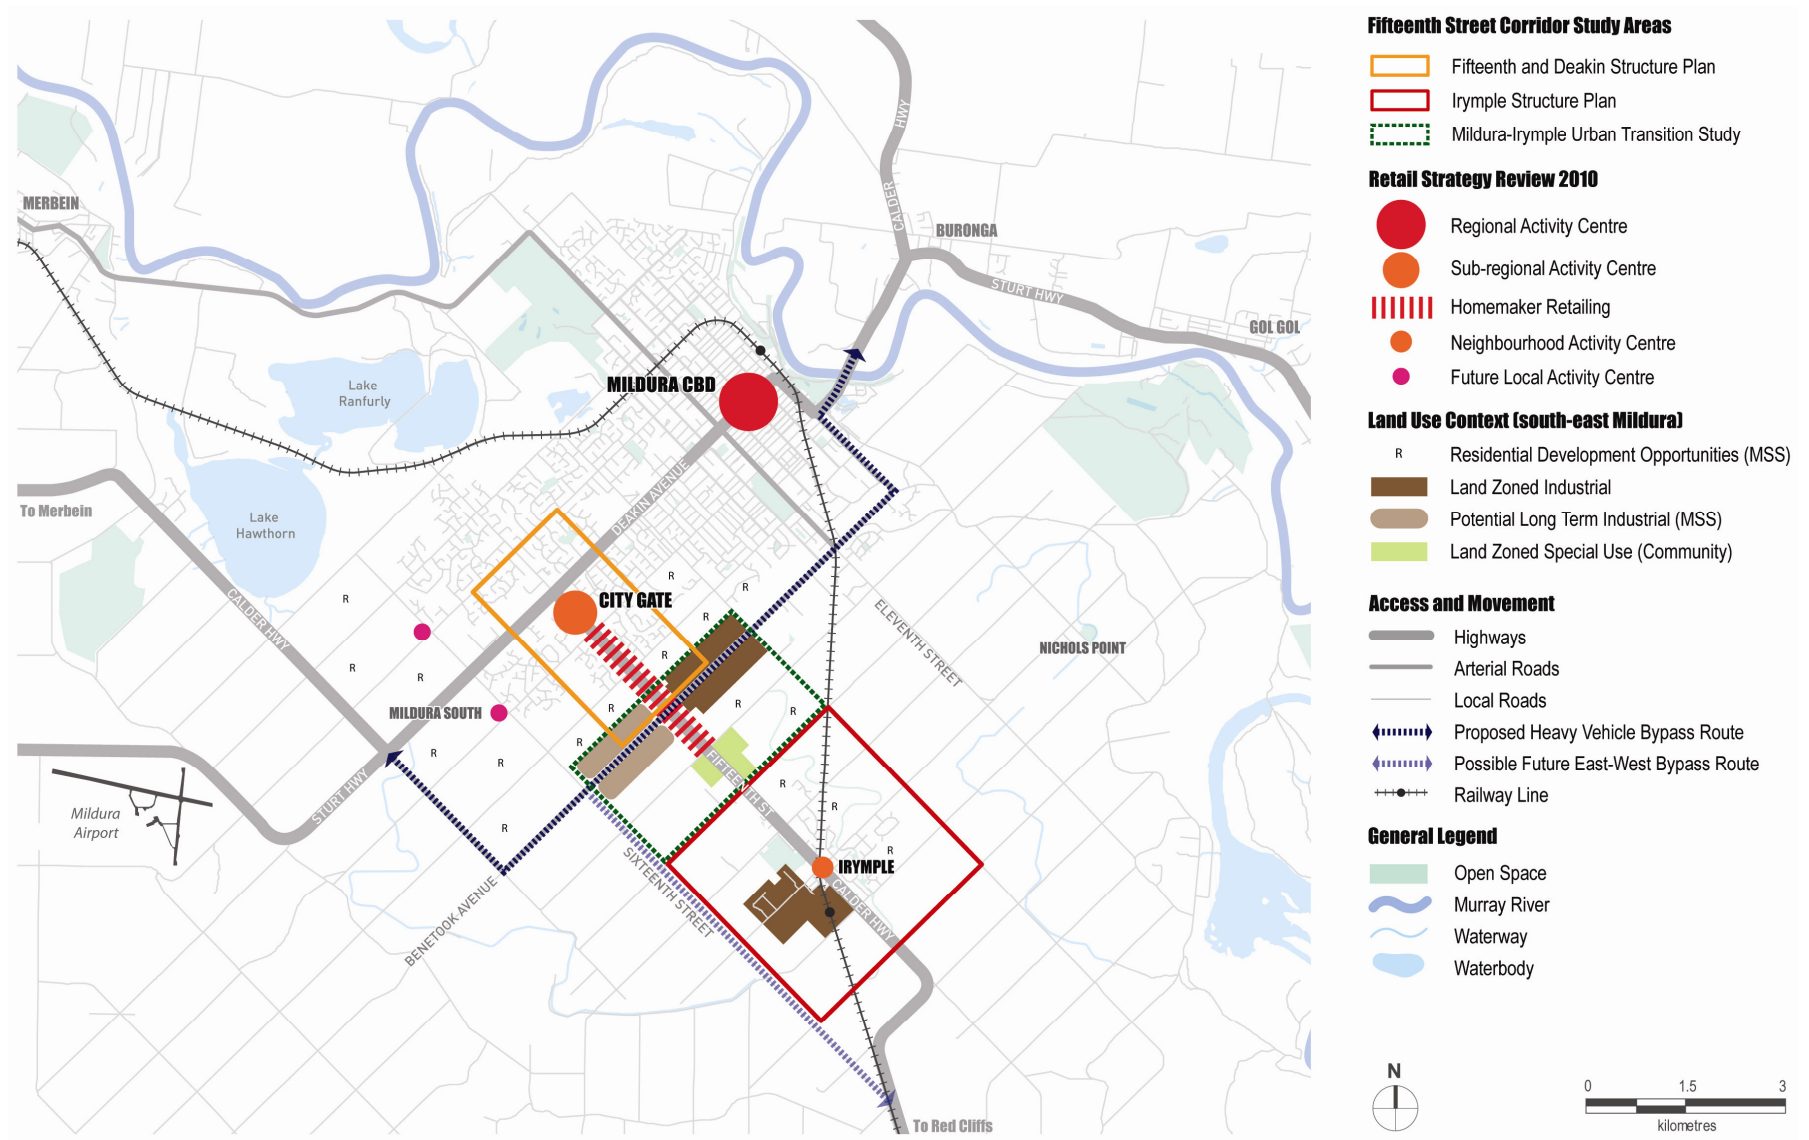 MERBEIN
HWY
CALDER
BURONGA
STURT HWY
GOL GOL
MILDURA CBD
Lake
Ranfurly
To Merbein
Lake
Hawthorn
DEAKIN AVENUE
R
R
R
CALDER HWY
CITY GATE
R
ELEVENTH STREET
NICHOLS POINT
R
R
R
R
R
R
MILDURA SOUTH
R
R
R
FIFTEENTH ST
R
STURT HWY
R
Mildura
Airport
R
R
SIXTEENTH STREET
IRYMPLE
CALDER HWY
BENETOOK AVENUE
To Red Cliffs
Fifteenth Street Corridor Study Areas
Fifteenth and Deakin Structure Plan
Irymple Structure Plan
Mildura-Irymple Urban Transition Study
Retail Strategy Review 2010
Regional Activity Centre
Sub-regional Activity Centre
Homemaker Retailing
Neighbourhood Activity Centre
Future Local Activity Centre
Land Use Context (south-east Mildura)
R Residential Development Opportunities (MSS)
Land Zoned Industrial
Potential Long Term Industrial (MSS)
Land Zoned Special Use (Community)
Access and Movement
Highways
Arterial Roads
Local Roads
Proposed Heavy Vehicle Bypass Route
Possible Future East-West Bypass Route
Railway Line
General Legend
Open Space
Murray River
Waterway
Waterbody
N
0 1.5 3
kilometres